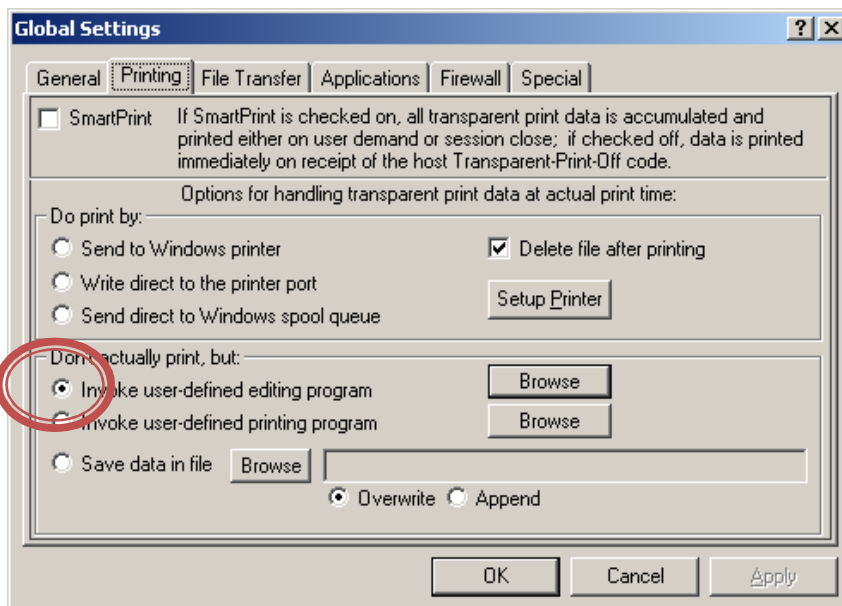 Global Settings
General Printing File Transfer Applications Firewall Special
SmartPrint If SmartPrint is checked on, all transparent print data is accumulated and
printed either on user demand or session close; if checked off, data is printed
immediately on receipt of the host Transparent-Print-Off code.
Options for handling transparent print data at actual print time:
Do print by:
Send to Windows printer Delete file after printing
Write direct to the printer port
Setup Printer
Send direct to Windows spool queue
Don't actually print, but:
Invoke user-defined editing program Browse
Invoke user-defined printing program Browse
Save data in file Browse
Overwrite Append
OK Cancel Apply